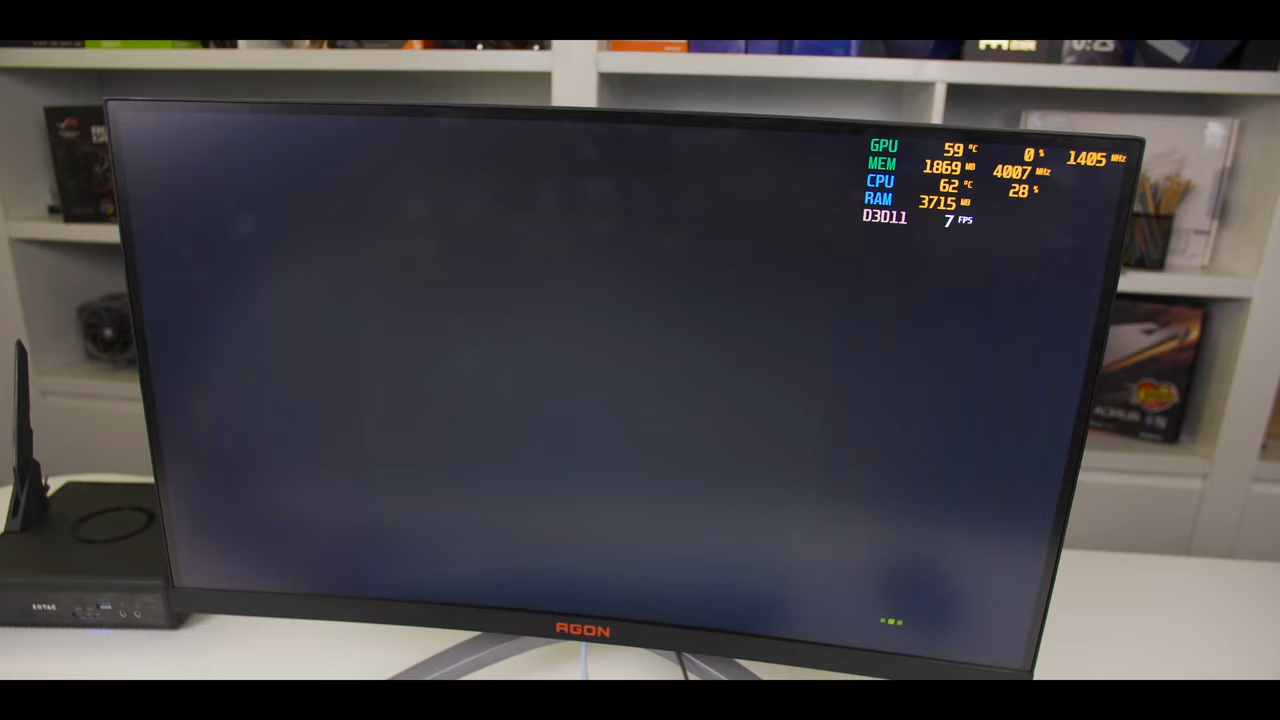 GPU 59 °C 0 % 1405 MHz
MEM 1869 MB 4007 MHz
CPU 62 °C 28 %
RAM 3715 MB
D3D11 7 FPS
AORUS
ZOTAC
AGON